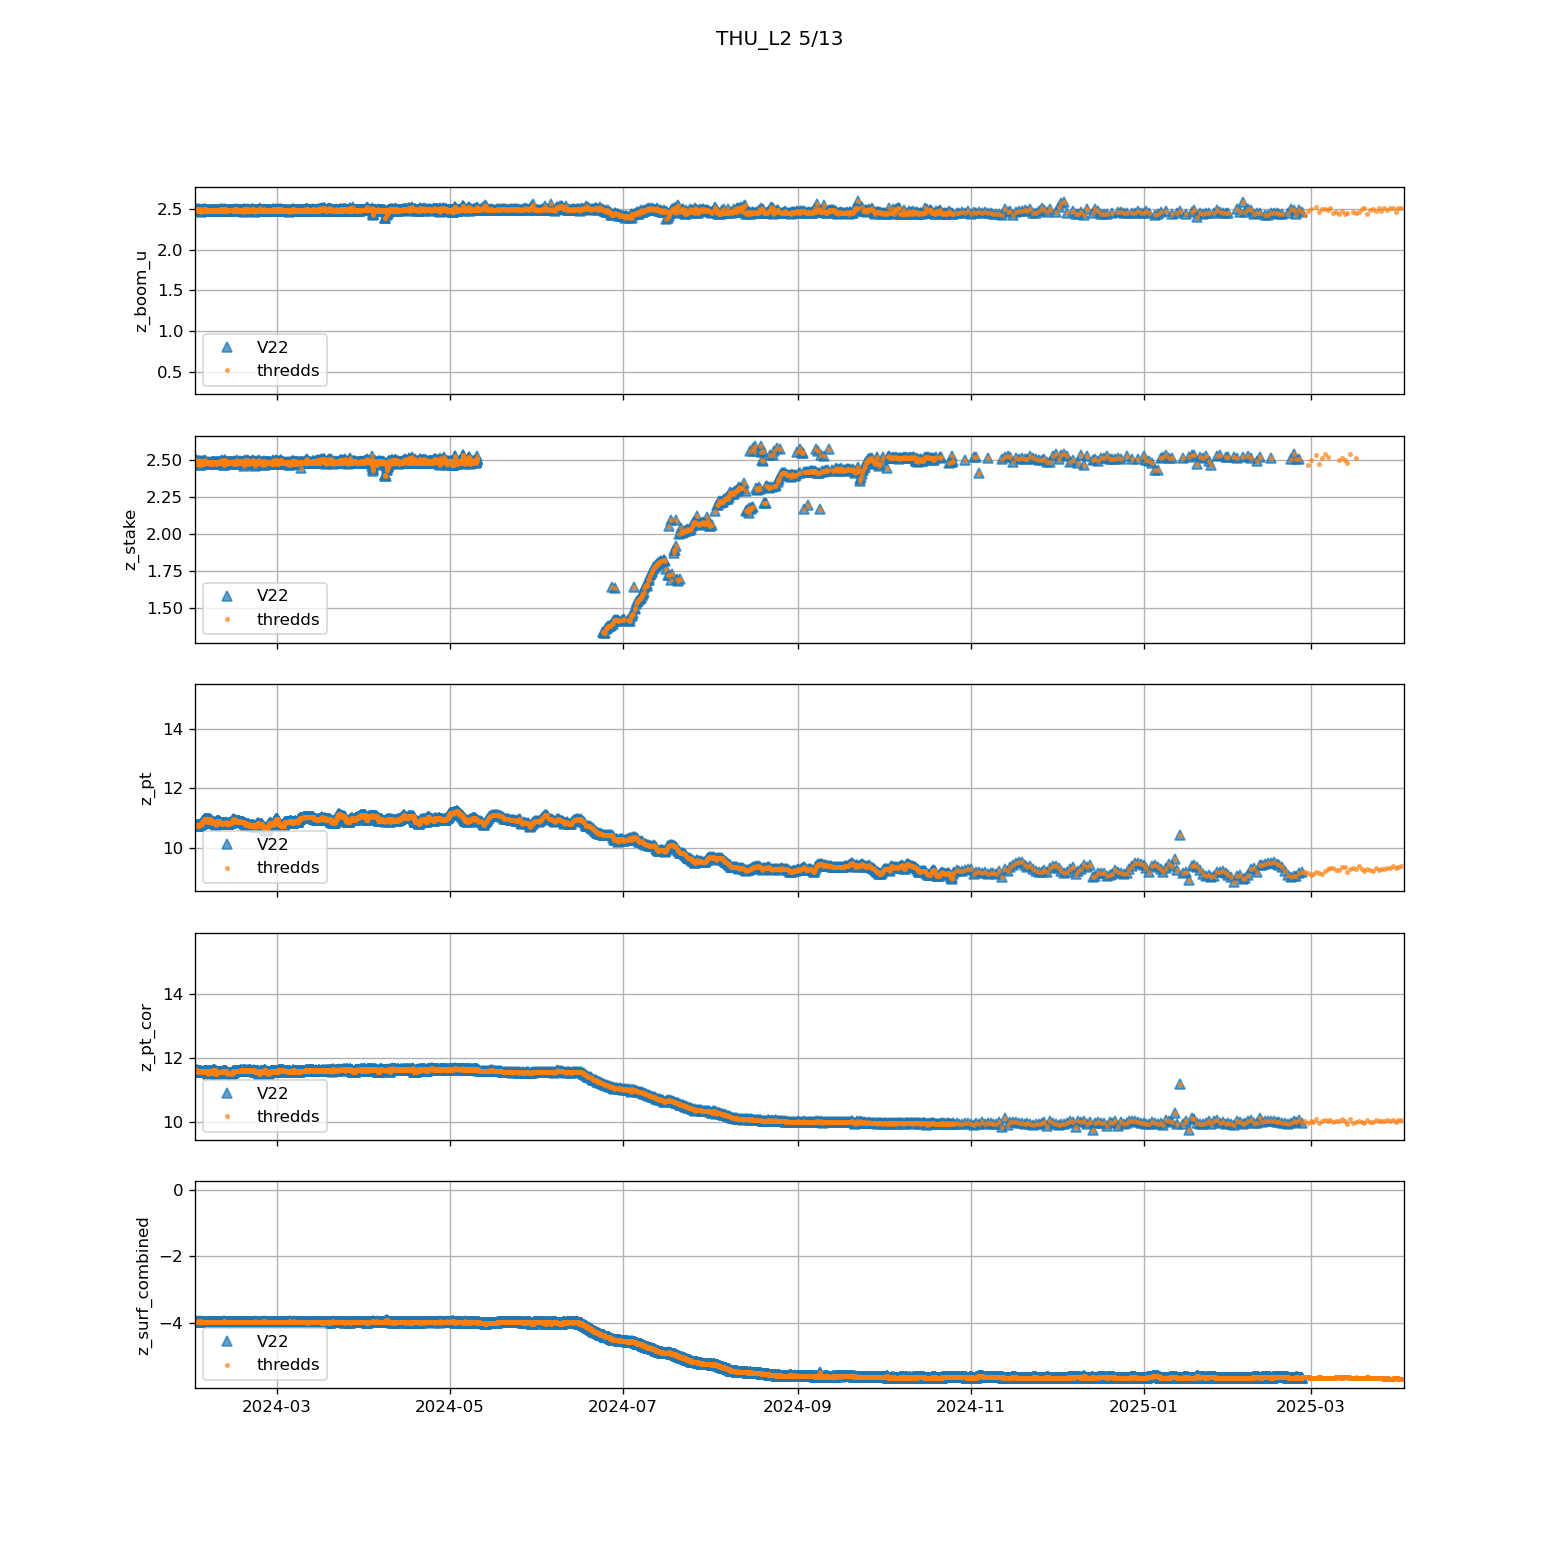 THU_L2 5/13
z_boom_u
2.5
2.0
1.5
1.0
0.5
V22
thredds
z_stake
2.50
2.25
2.00
1.75
1.50
V22
thredds
z_pt
14
12
10
V22
thredds
z_pt_cor
14
12
10
V22
thredds
z_surf_combined
0
−2
−4
V22
thredds
2024-03 2024-05 2024-07 2024-09 2024-11 2025-01 2025-03